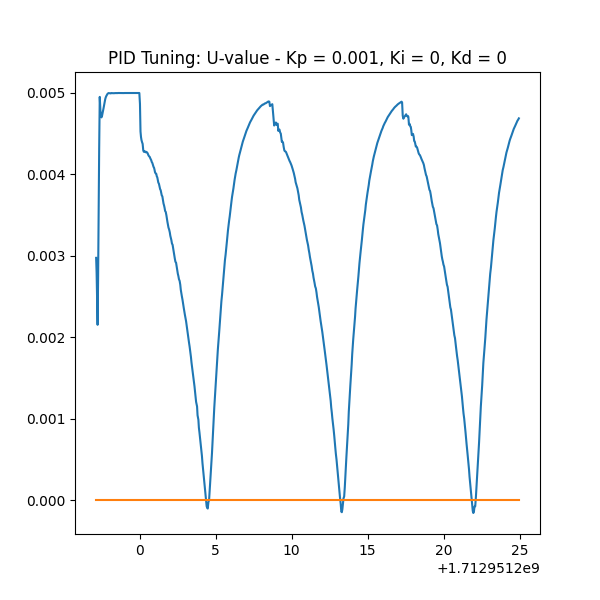 PID Tuning: U-value - Kp = 0.001, Ki = 0, Kd = 0
0.005
0.004
0.003
0.002
0.001
0.000
0 5 10 15 20 25
+1.7129512e9